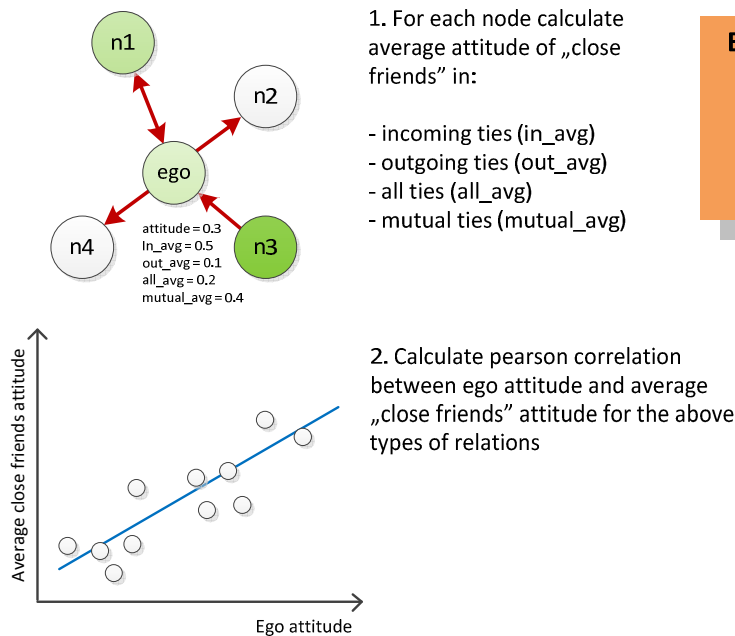 n1
n2
ego
n4
n3
attitude = 0.3
In_avg = 0.5
out_avg = 0.1
all_avg = 0.2
mutual_avg = 0.4
1. For each node calculate
average attitude of „close
friends” in:
- incoming ties (in_avg)
- outgoing ties (out_avg)
- all ties (all_avg)
- mutual ties (mutual_avg)
Average close friends attitude
Ego attitude
2. Calculate pearson correlation
between ego attitude and average
„close friends” attitude for the above
types of relations